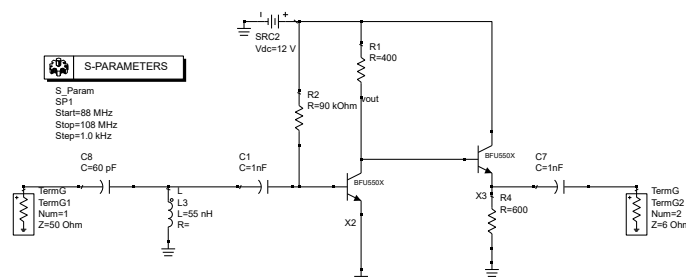 SRC2
Vdc=12 V
S-PARAMETERS
S_Param
SP1
Start=88 MHz
Stop=108 MHz
Step=1.0 kHz
R1
R=400
R2
R=90 kOhm
vout
C8
C=60 pF
C1
C=1nF
BFU550X
BFU550X
C7
C=1nF
TermG
TermG1
Num=1
Z=50 Ohm
L
L3
L=55 nH
R=
X2
X3
R4
R=600
TermG
TermG2
Num=2
Z=6 Ohm